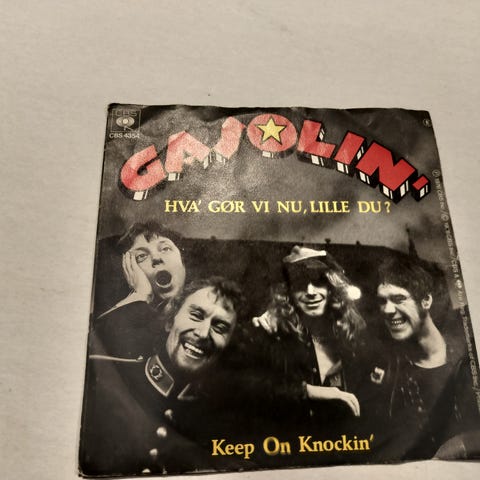 CBS
CBS 4354
GASOLIN'
HVA' GØR VI NU, LILLE DU?
Keep On Knockin'